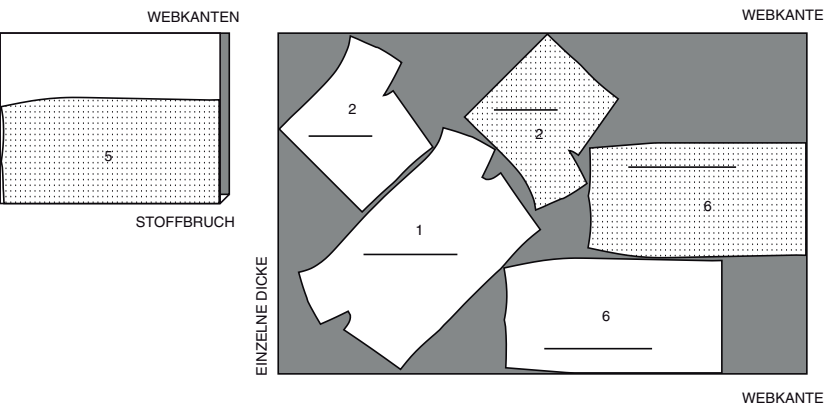 WEBKANTEN
5
STOFFBRUCH
WEBKANTE
2
2
6
1
6
EINZELNE DICKE
WEBKANTE